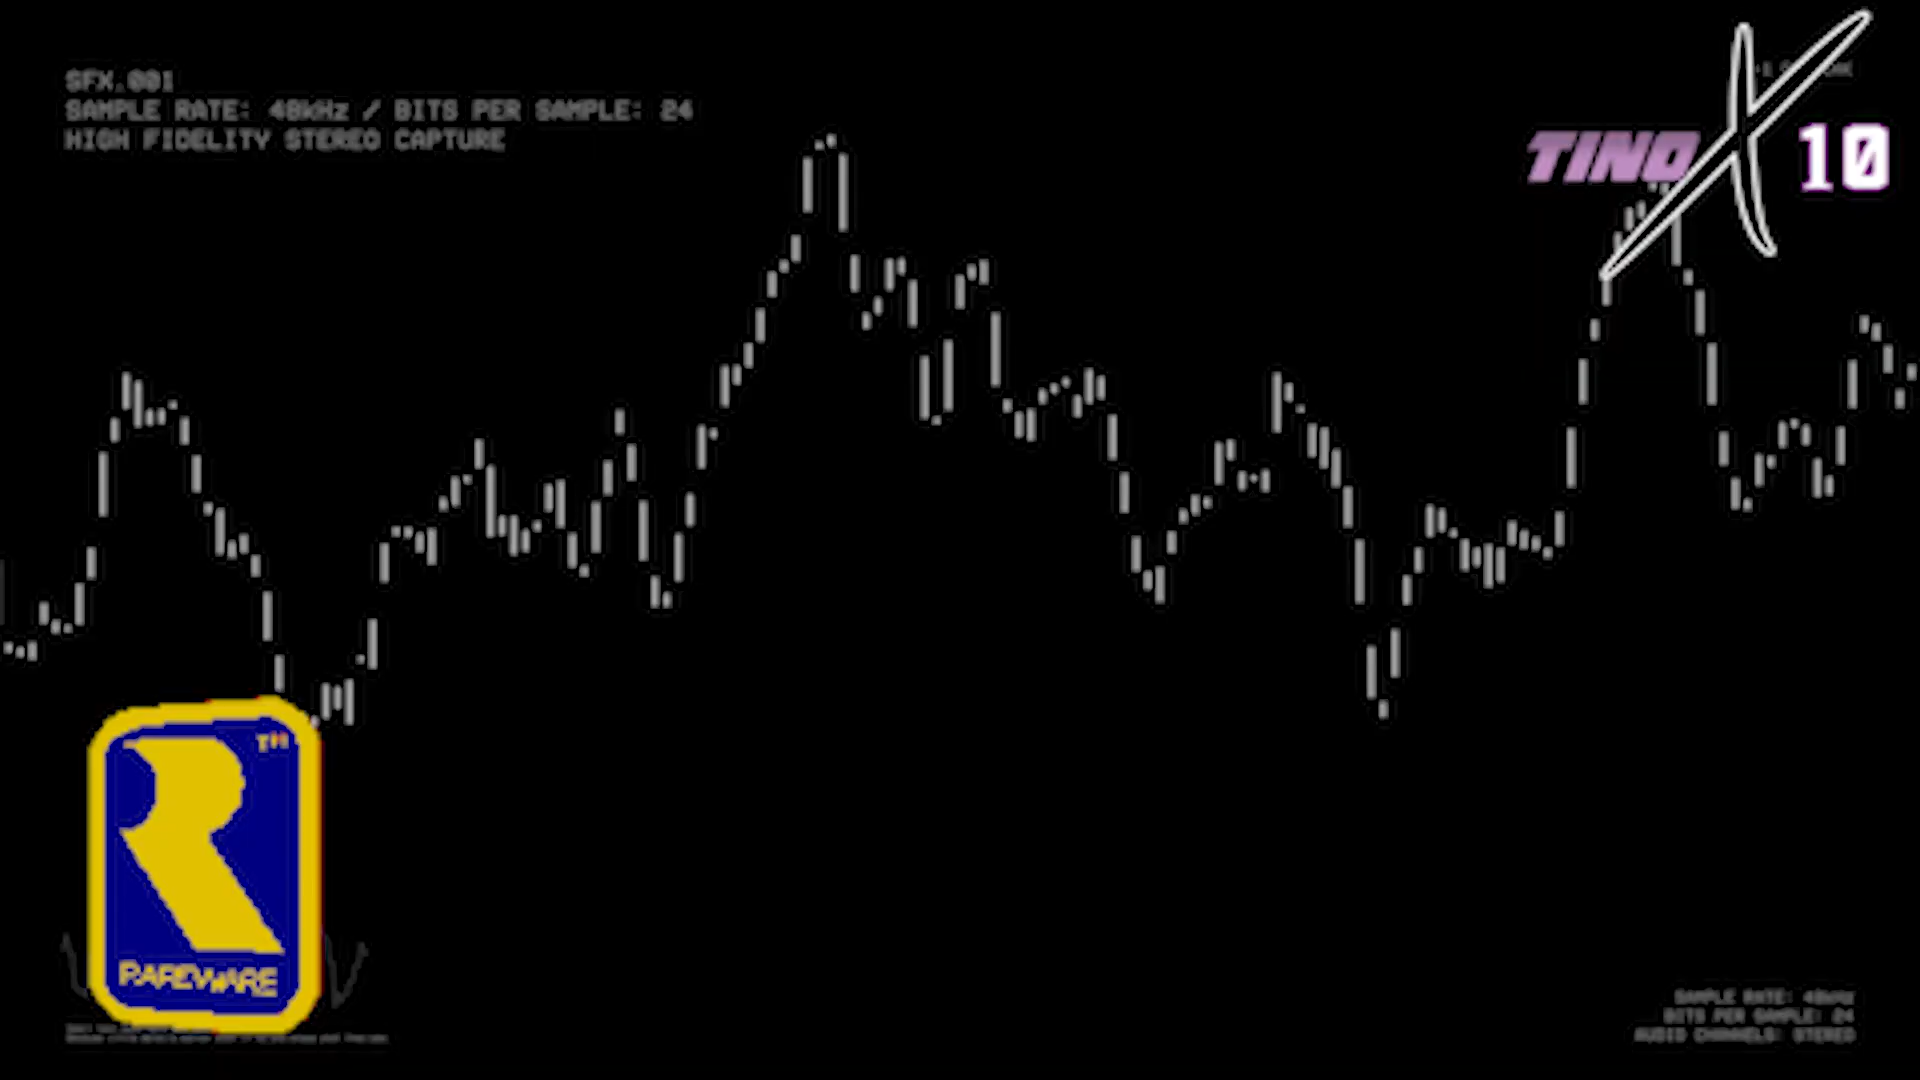 SFX.001
SAMPLE RATE: 48kHz / BITS PER SAMPLE: 24
HIGH FIDELITY STEREO CAPTURE
TINO X 10
TM
RAREWARE
SAMPLE RATE: 48kHz
BITS PER SAMPLE: 24
AUDIO CHANNELS: STEREO